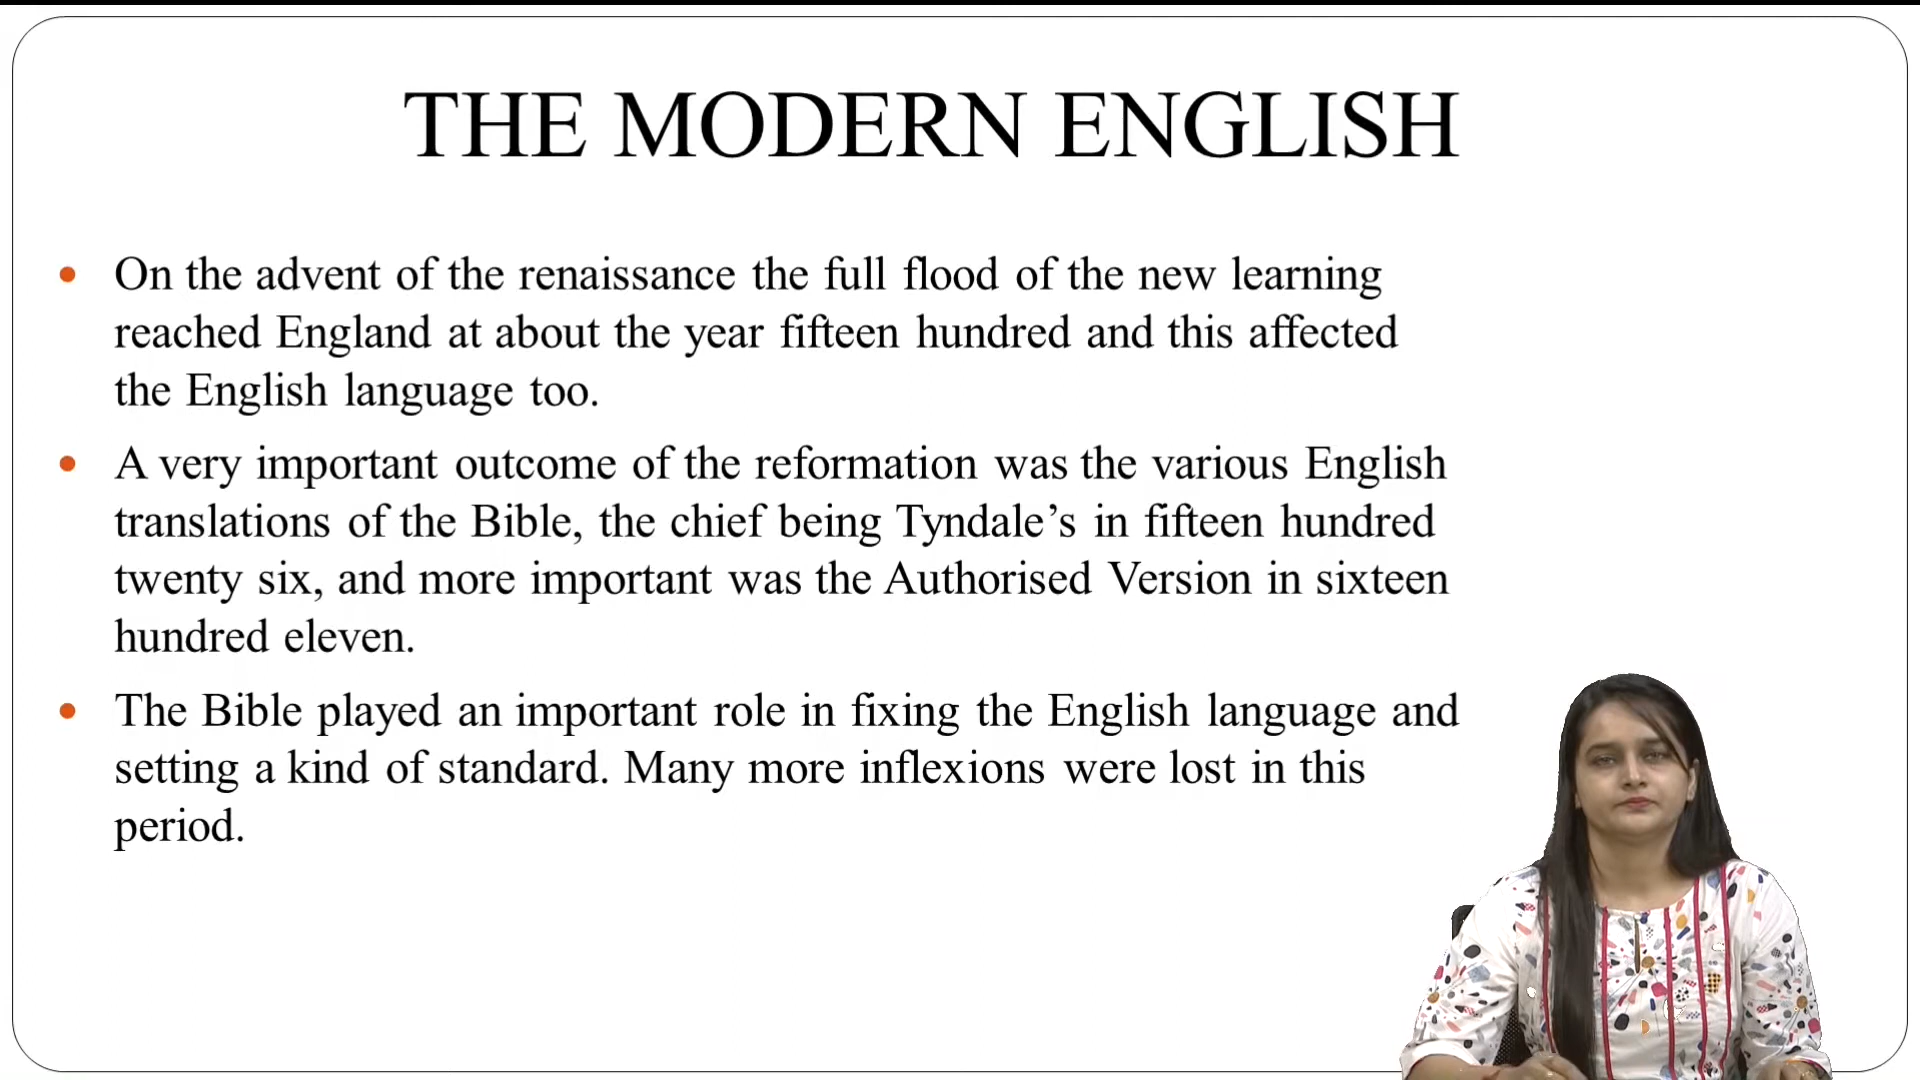 THE MODERN ENGLISH
On the advent of the renaissance the full flood of the new learning
reached England at about the year fifteen hundred and this affected
the English language too.
A very important outcome of the reformation was the various English
translations of the Bible, the chief being Tyndale’s in fifteen hundred
twenty six, and more important was the Authorised Version in sixteen
hundred eleven.
The Bible played an important role in fixing the English language and
setting a kind of standard. Many more inflexions were lost in this
period.